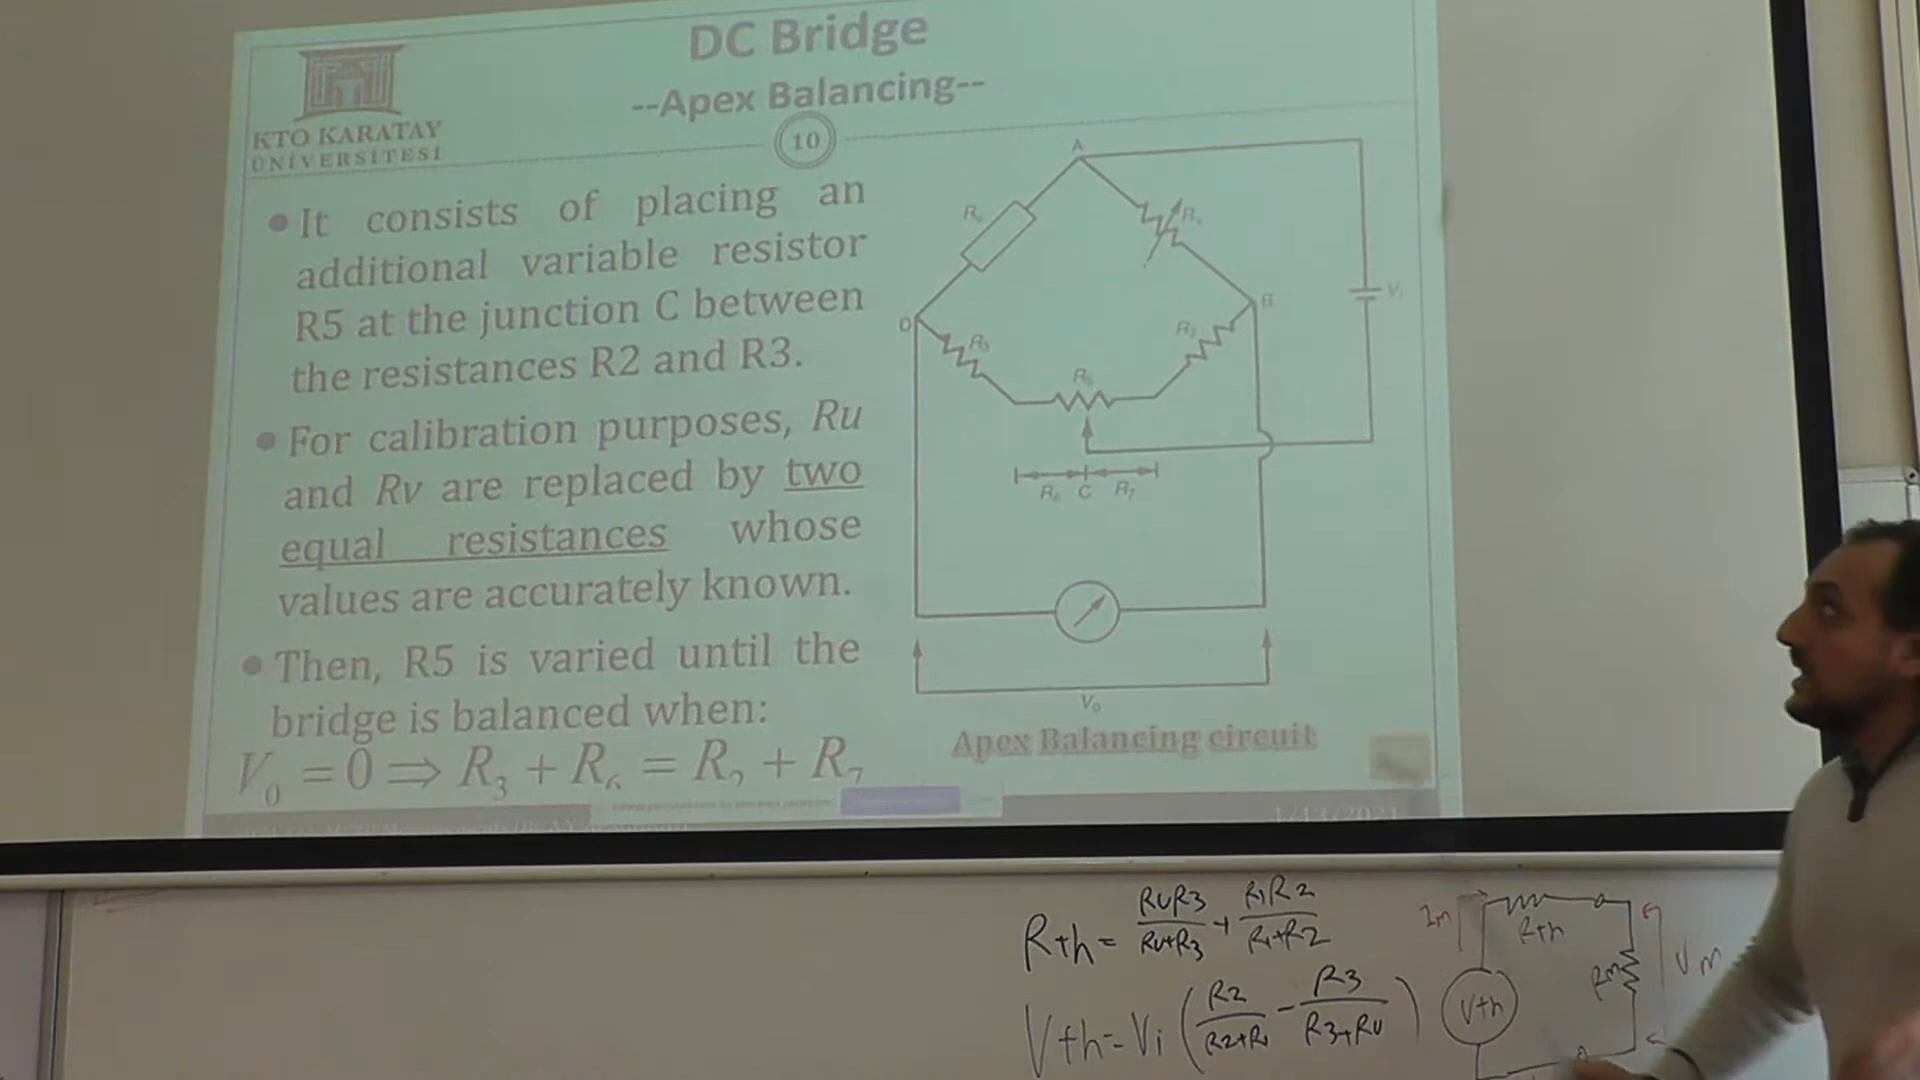 DC Bridge
--Apex Balancing--
KTO KARATAY
ÜNİVERSİTESİ
10
• It consists of placing an
additional variable resistor
R5 at the junction C between
the resistances R2 and R3.
• For calibration purposes, Ru
and Rv are replaced by two
equal resistances whose
values are accurately known.
• Then, R5 is varied until the
bridge is balanced when:
V₀ = 0 ⇒ R₃ + R₆ = R₂ + R₇
A
D
B
R₃
R₂
R₅
R₆ C R₇
Vᵢ
V₀
Apex Balancing circuit
Rth = RuR3/Ru+R3 + R1R2/R1+R2
Vth = Vi (R2/R2+R1 - R3/R3+Ru)
Im
Rth
Rm
Vm
Vth